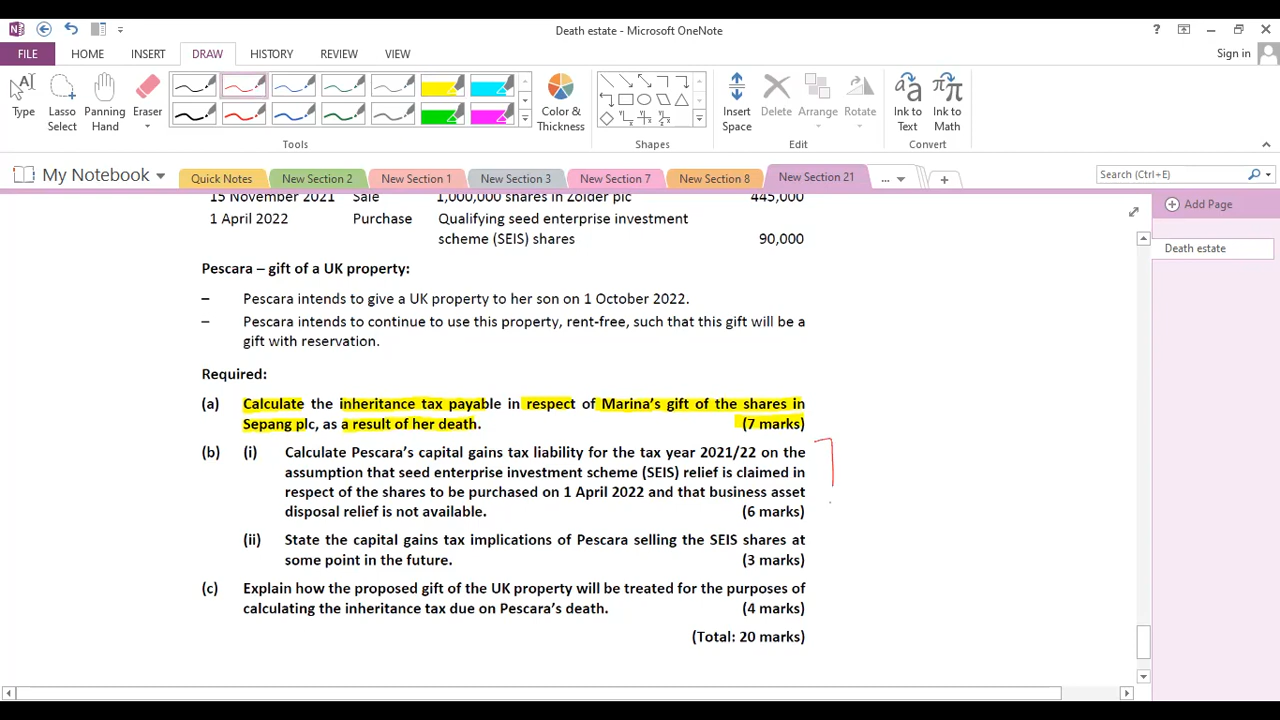 Death estate - Microsoft OneNote
FILE HOME INSERT DRAW HISTORY REVIEW VIEW Sign in
Type Lasso Select Panning Hand Eraser Color & Thickness Insert Space Delete Arrange Rotate Ink to Text Ink to Math
Tools Shapes Edit Convert
My Notebook Quick Notes New Section 2 New Section 1 New Section 3 New Section 7 New Section 8 New Section 21 ... Search (Ctrl+E)
Add Page
Death estate
15 November 2021 Sale 1,000,000 shares in Zolder plc 445,000
1 April 2022 Purchase Qualifying seed enterprise investment
scheme (SEIS) shares 90,000
Pescara – gift of a UK property:
– Pescara intends to give a UK property to her son on 1 October 2022.
– Pescara intends to continue to use this property, rent-free, such that this gift will be a
gift with reservation.
Required:
(a) Calculate the inheritance tax payable in respect of Marina's gift of the shares in
Sepang plc, as a result of her death. (7 marks)
(b) (i) Calculate Pescara's capital gains tax liability for the tax year 2021/22 on the
assumption that seed enterprise investment scheme (SEIS) relief is claimed in
respect of the shares to be purchased on 1 April 2022 and that business asset
disposal relief is not available. (6 marks)
(ii) State the capital gains tax implications of Pescara selling the SEIS shares at
some point in the future. (3 marks)
(c) Explain how the proposed gift of the UK property will be treated for the purposes of
calculating the inheritance tax due on Pescara's death. (4 marks)
(Total: 20 marks)